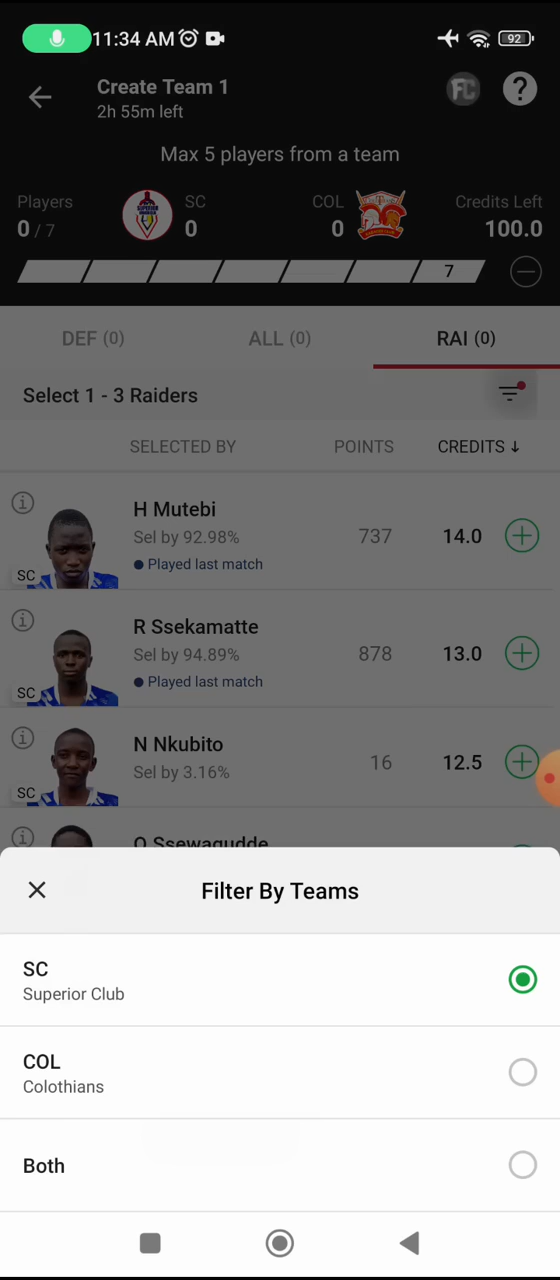 11:34 AM
92
Create Team 1
2h 55m left
FC
?
Max 5 players from a team
Players
0 / 7
SC
0
COL
0
Credits Left
100.0
7
DEF (0)
ALL (0)
RAI (0)
Select 1 - 3 Raiders
SELECTED BY
POINTS
CREDITS ↓
H Mutebi
Sel by 92.98%
Played last match
SC
737
14.0
R Ssekamatte
Sel by 94.89%
Played last match
SC
878
13.0
N Nkubito
Sel by 3.16%
SC
16
12.5
O Ssewagudde
Filter By Teams
SC
Superior Club
COL
Colothians
Both